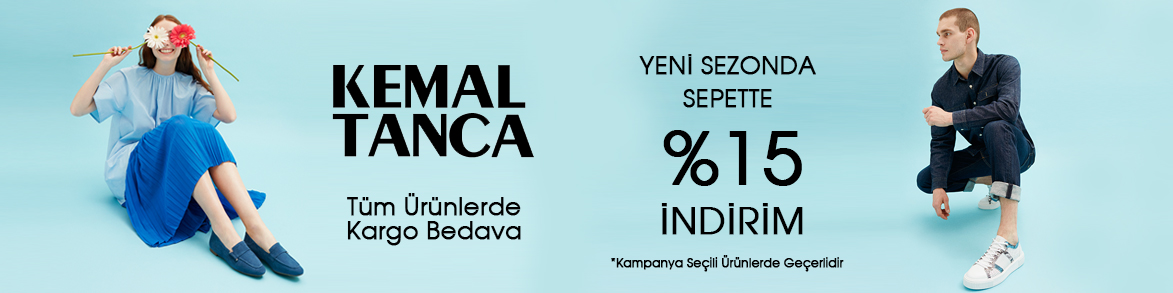 KEMAL
TANCA
Tüm Ürünlerde
Kargo Bedava
YENİ SEZONDA
SEPETTE
%15
İNDİRİM
*Kampanya Seçili Ürünlerde Geçerlidir